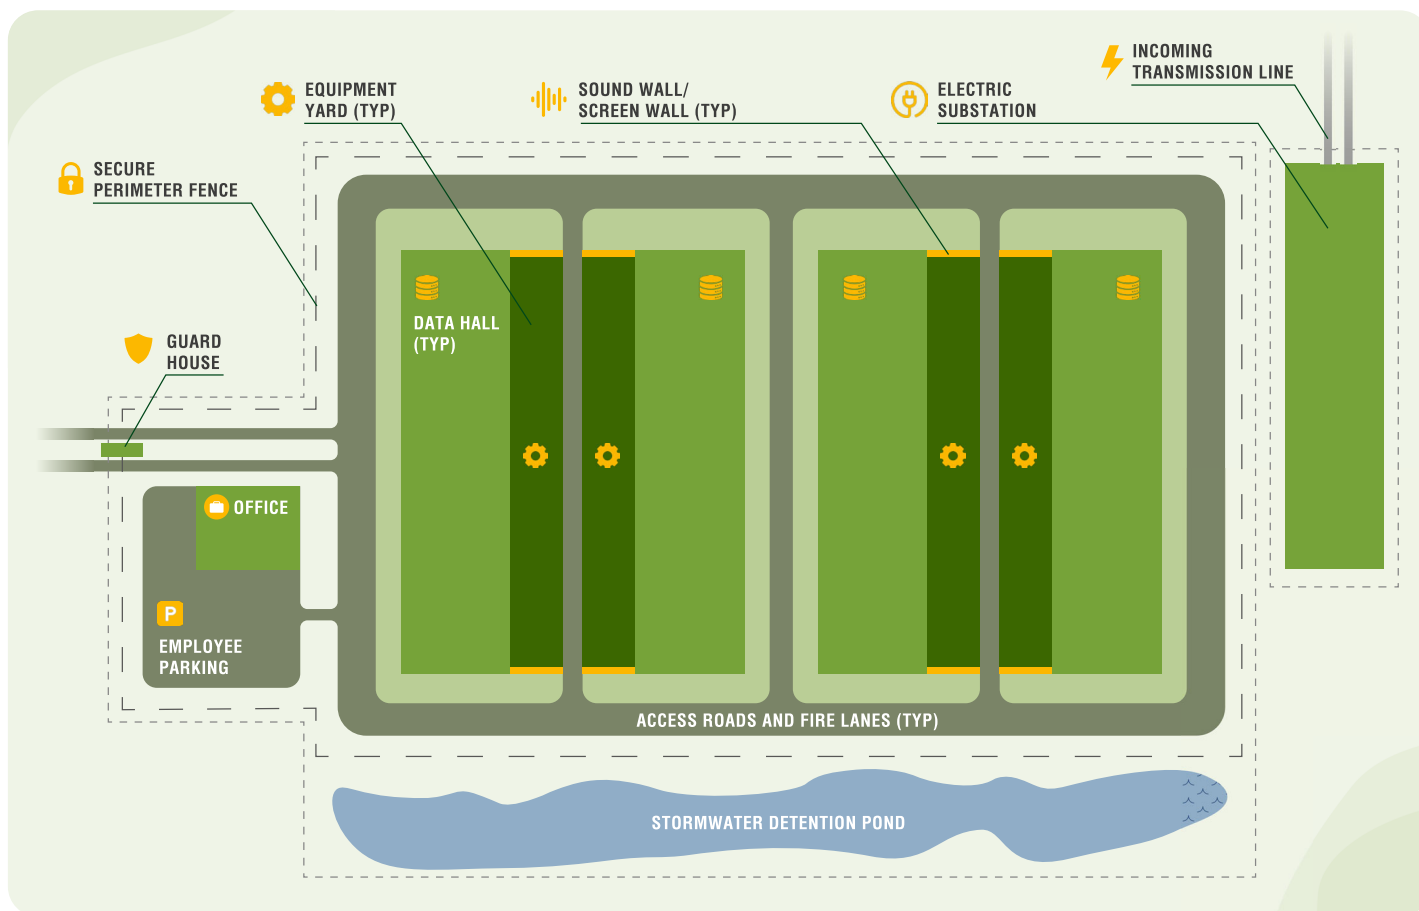 INCOMING
TRANSMISSION LINE
EQUIPMENT
YARD (TYP)
SOUND WALL/
SCREEN WALL (TYP)
ELECTRIC
SUBSTATION
SECURE
PERIMETER FENCE
DATA HALL
(TYP)
GUARD
HOUSE
OFFICE
P
EMPLOYEE
PARKING
ACCESS ROADS AND FIRE LANES (TYP)
STORMWATER DETENTION POND